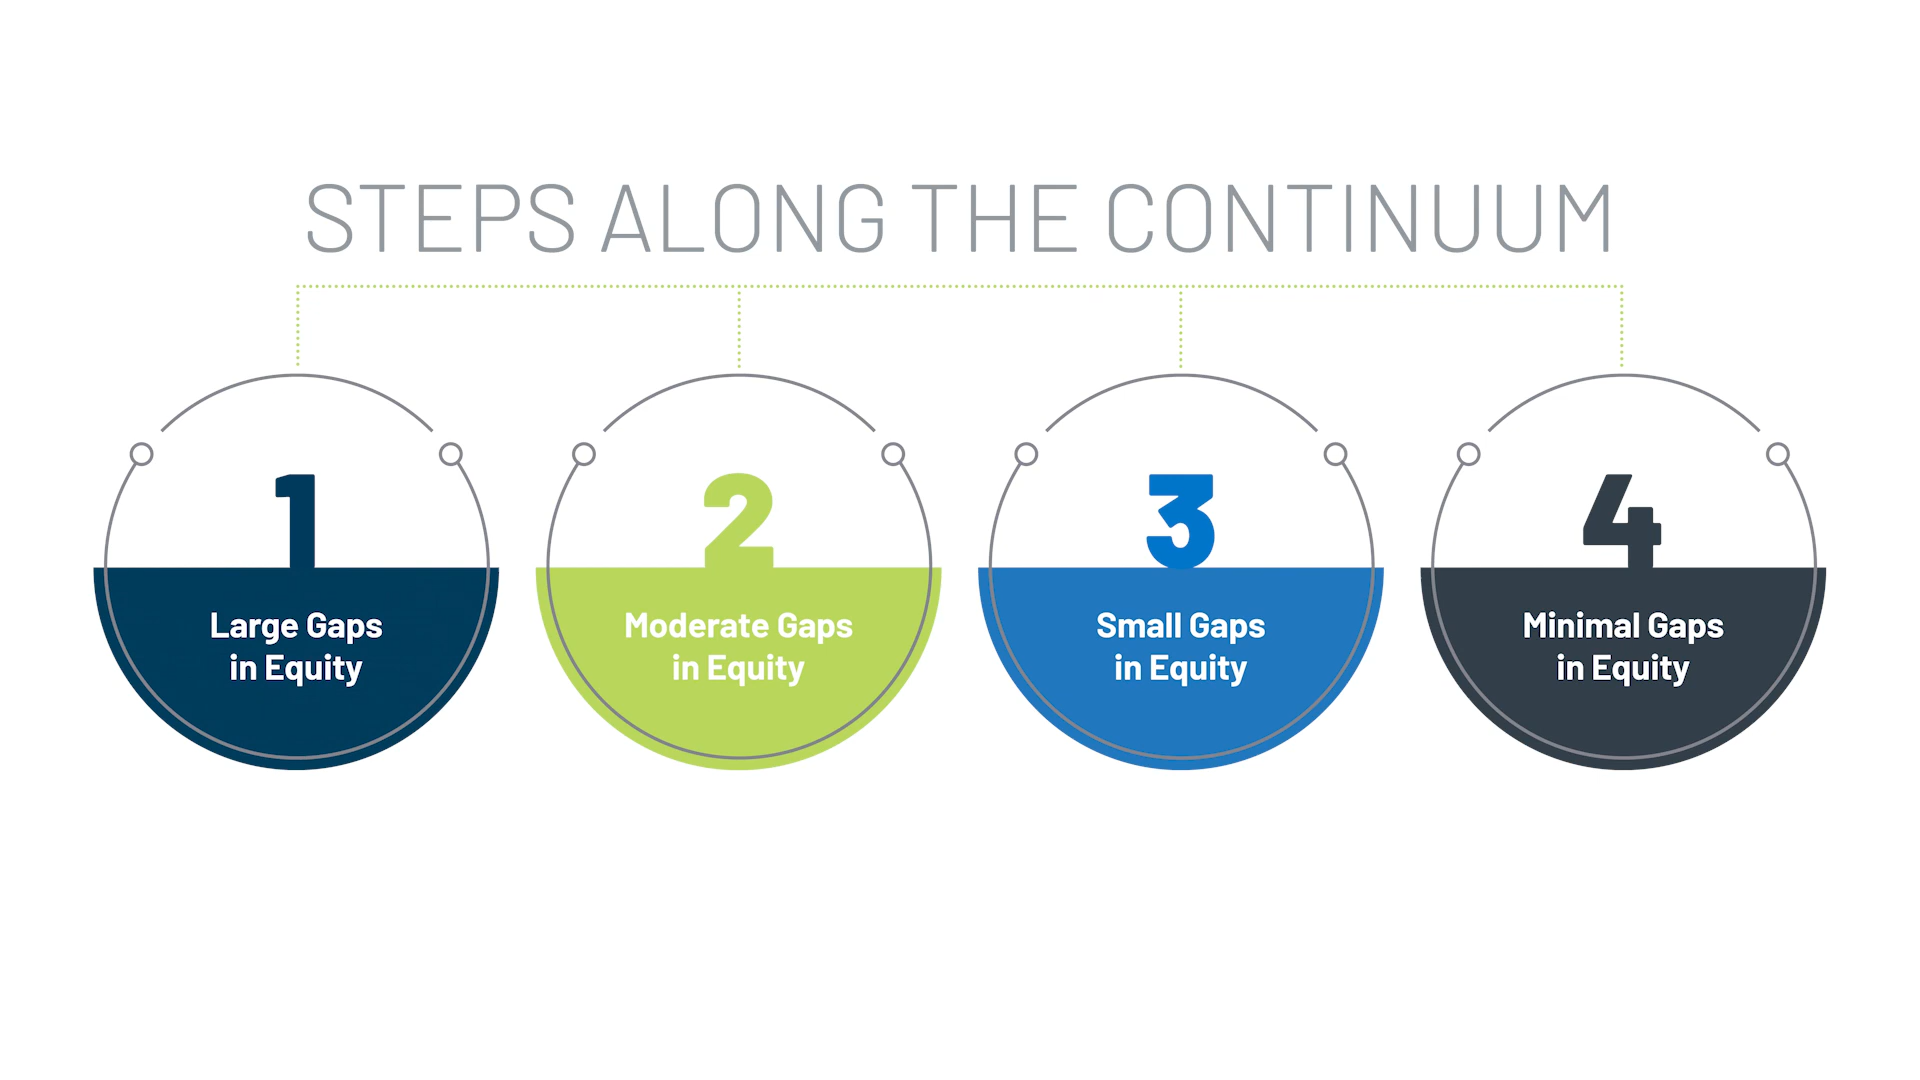 STEPS ALONG THE CONTINUUM
1
Large Gaps
in Equity
2
Moderate Gaps
in Equity
3
Small Gaps
in Equity
4
Minimal Gaps
in Equity